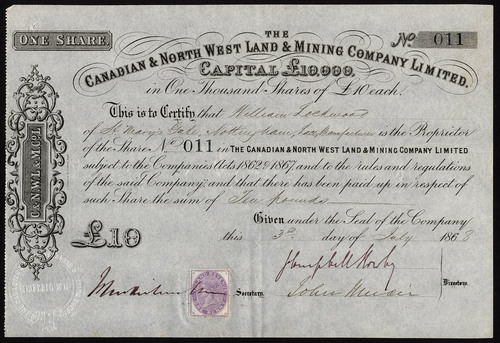 ONE SHARE.
THE
No. 011
CANADIAN & NORTH WEST LAND & MINING COMPANY LIMITED.
CAPITAL £10,000.
in One Thousand Shares of £10 each.
This is to Certify that William Lockwood
of St Mary's Gate, Nottingham, is the Proprietor
of the Share No. 011 in THE CANADIAN & NORTH WEST LAND & MINING COMPANY LIMITED
subject to the Companies Acts 1862 & 1867, and to the rules and regulations
of the said Company, and that there has been paid up in respect of
such Share the sum of Ten pounds
Given under the Seal of the Company
£10
this 3rd day of July 1868
J Campbell
Secretary.
John
Directors.
C & N.W.L & M.C.Y L